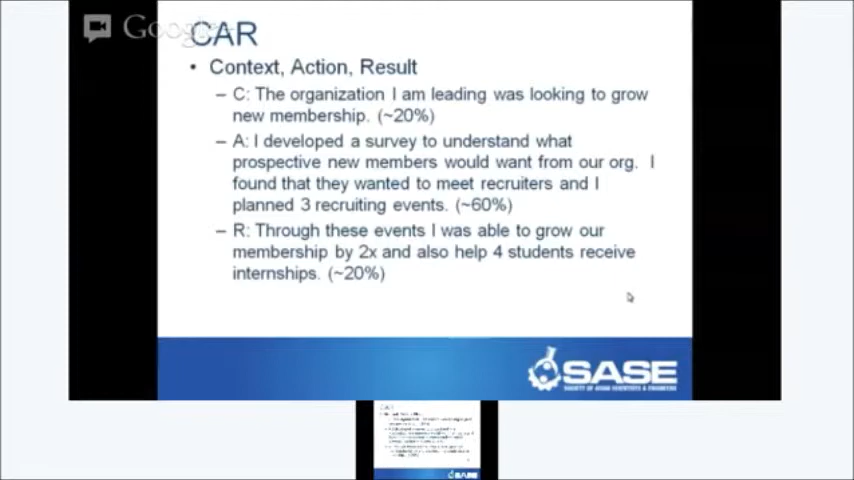 Google+
CAR
• Context, Action, Result
– C: The organization I am leading was looking to grow
new membership. (~20%)
– A: I developed a survey to understand what
prospective new members would want from our org. I
found that they wanted to meet recruiters and I
planned 3 recruiting events. (~60%)
– R: Through these events I was able to grow our
membership by 2x and also help 4 students receive
internships. (~20%)
SASE
SOCIETY OF ASIAN SCIENTISTS & ENGINEERS
SASE